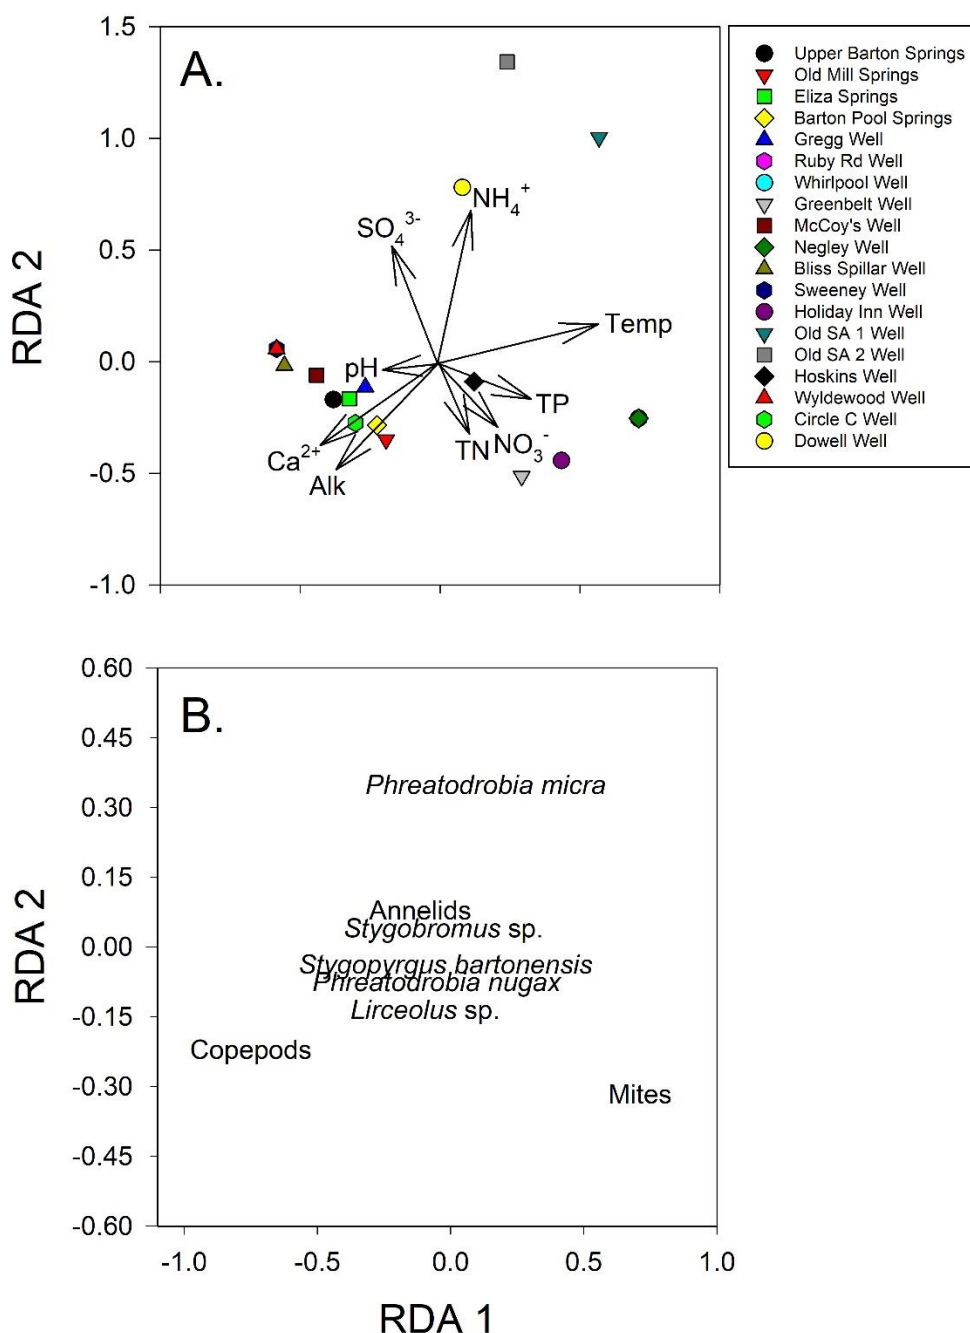 A.
1.5
1.0
0.5
0.0
-0.5
-1.0
RDA 2
SO₄³⁻
NH₄⁺
Temp
pH
TP
TN
NO₃⁻
Ca²⁺
Alk
Upper Barton Springs
Old Mill Springs
Eliza Springs
Barton Pool Springs
Gregg Well
Ruby Rd Well
Whirlpool Well
Greenbelt Well
McCoy's Well
Negley Well
Bliss Spillar Well
Sweeney Well
Holiday Inn Well
Old SA 1 Well
Old SA 2 Well
Hoskins Well
Wyldewood Well
Circle C Well
Dowell Well
B.
0.60
0.45
0.30
0.15
0.00
-0.15
-0.30
-0.45
-0.60
RDA 2
Phreatodrobia micra
Annelids
Stygobromus sp.
Stygopyrgus bartonensis
Phreatodrobia nugax
Lirceolus sp.
Copepods
Mites
-1.0 -0.5 0.0 0.5 1.0
RDA 1